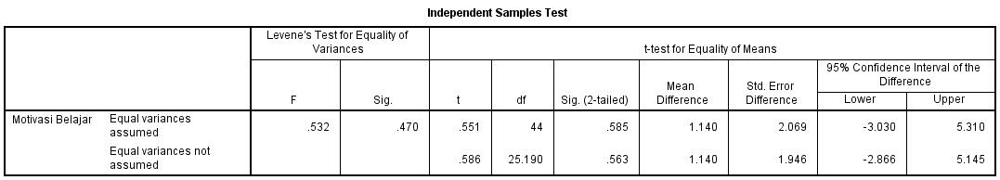 Independent Samples Test
Levene's Test for Equality of
Variances
t-test for Equality of Means
F
Sig.
t
df
Sig. (2-tailed)
Mean
Difference
Std. Error
Difference
95% Confidence Interval of the
Difference
Lower
Upper
Motivasi Belajar
Equal variances
assumed
.532
.470
.551
44
.585
1.140
2.069
-3.030
5.310
Equal variances not
assumed
.586
25.190
.563
1.140
1.946
-2.866
5.145